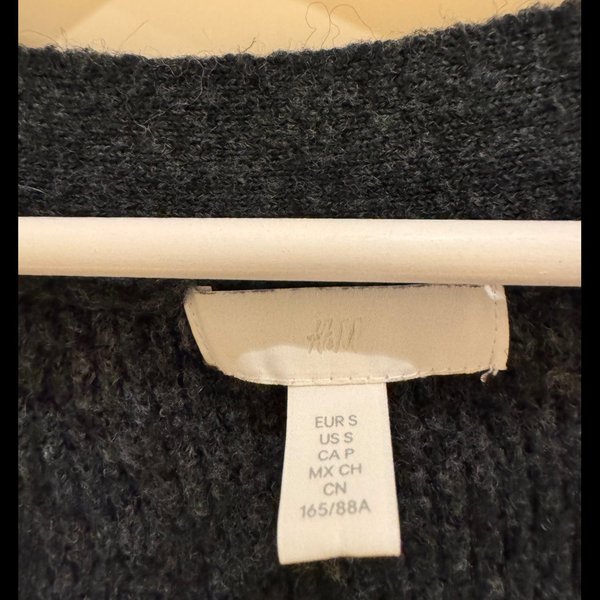 H&M
EUR S
US S
CA P
MX CH
CN
165/88A